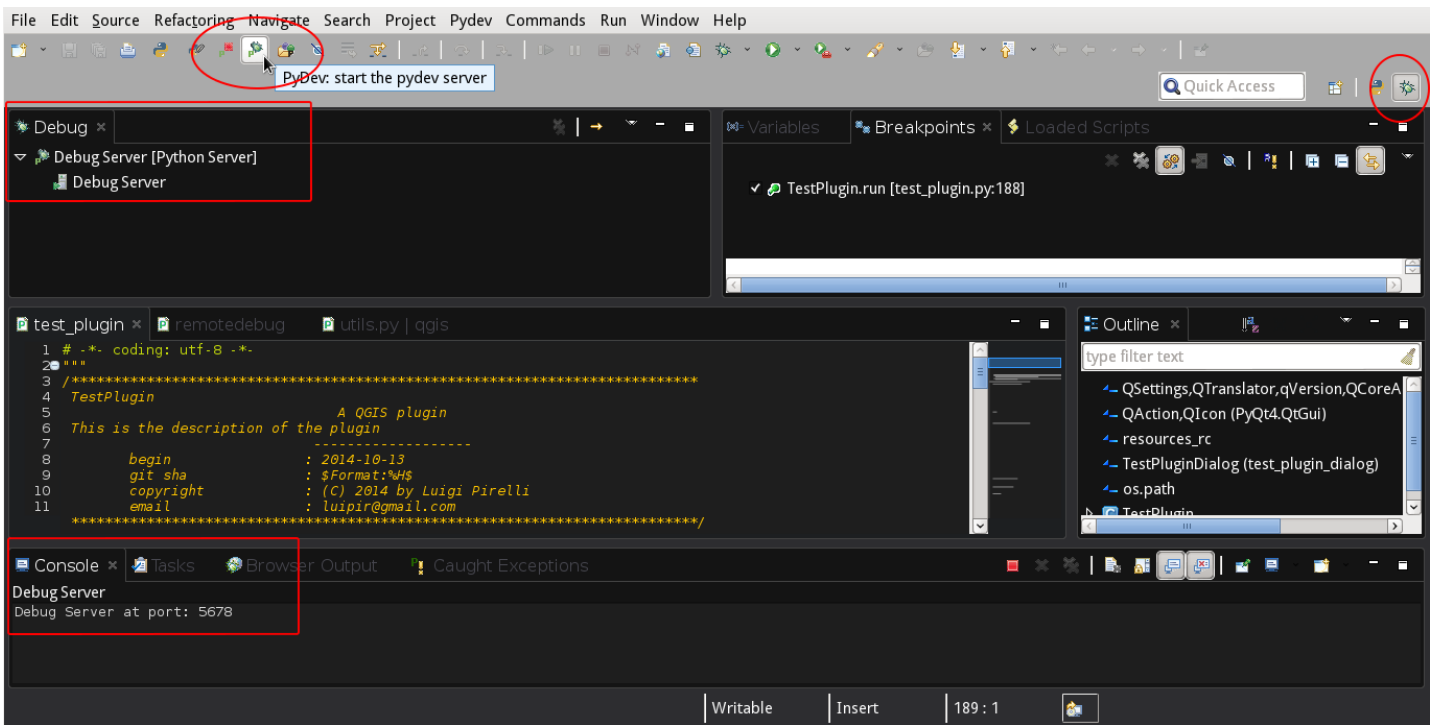 File Edit Source Refactoring Navigate Search Project Pydev Commands Run Window Help
PyDev: start the pydev server
Quick Access
Debug
Debug Server [Python Server]
Debug Server
Variables
Breakpoints
Loaded Scripts
TestPlugin.run [test_plugin.py:188]
test_plugin
remotedebug
utils.py | qgis
1 # -*- coding: utf-8 -*-
2 """
3 /***************************************************************************
4 TestPlugin
5 A QGIS plugin
6 This is the description of the plugin
7 -------------------
8 begin : 2014-10-13
9 git sha : $Format:%H$
10 copyright : (C) 2014 by Luigi Pirelli
11 email : luipir@gmail.com
***************************************************************************/
Outline
type filter text
QSettings,QTranslator,qVersion,QCoreA
QAction,QIcon (PyQt4.QtGui)
resources_rc
TestPluginDialog (test_plugin_dialog)
os.path
TestPlugin
Console
Tasks
Browser Output
Caught Exceptions
Debug Server
Debug Server at port: 5678
Writable
Insert
189 : 1